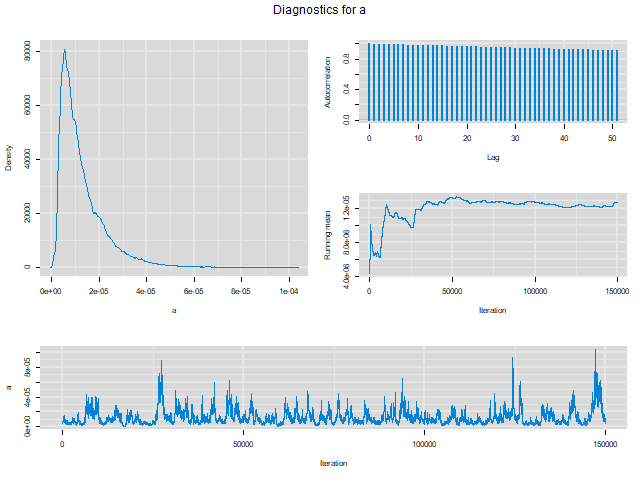 Diagnostics for a
Density
80000
60000
40000
20000
0
0e+00 2e-05 4e-05 6e-05 8e-05 1e-04
a
Autocorrelation
0.8
0.4
0.0
0 10 20 30 40 50
Lag
Running mean
1.2e-05
8.0e-06
4.0e-06
0 50000 100000 150000
Iteration
a
8e-05
4e-05
0e+00
0 50000 100000 150000
Iteration